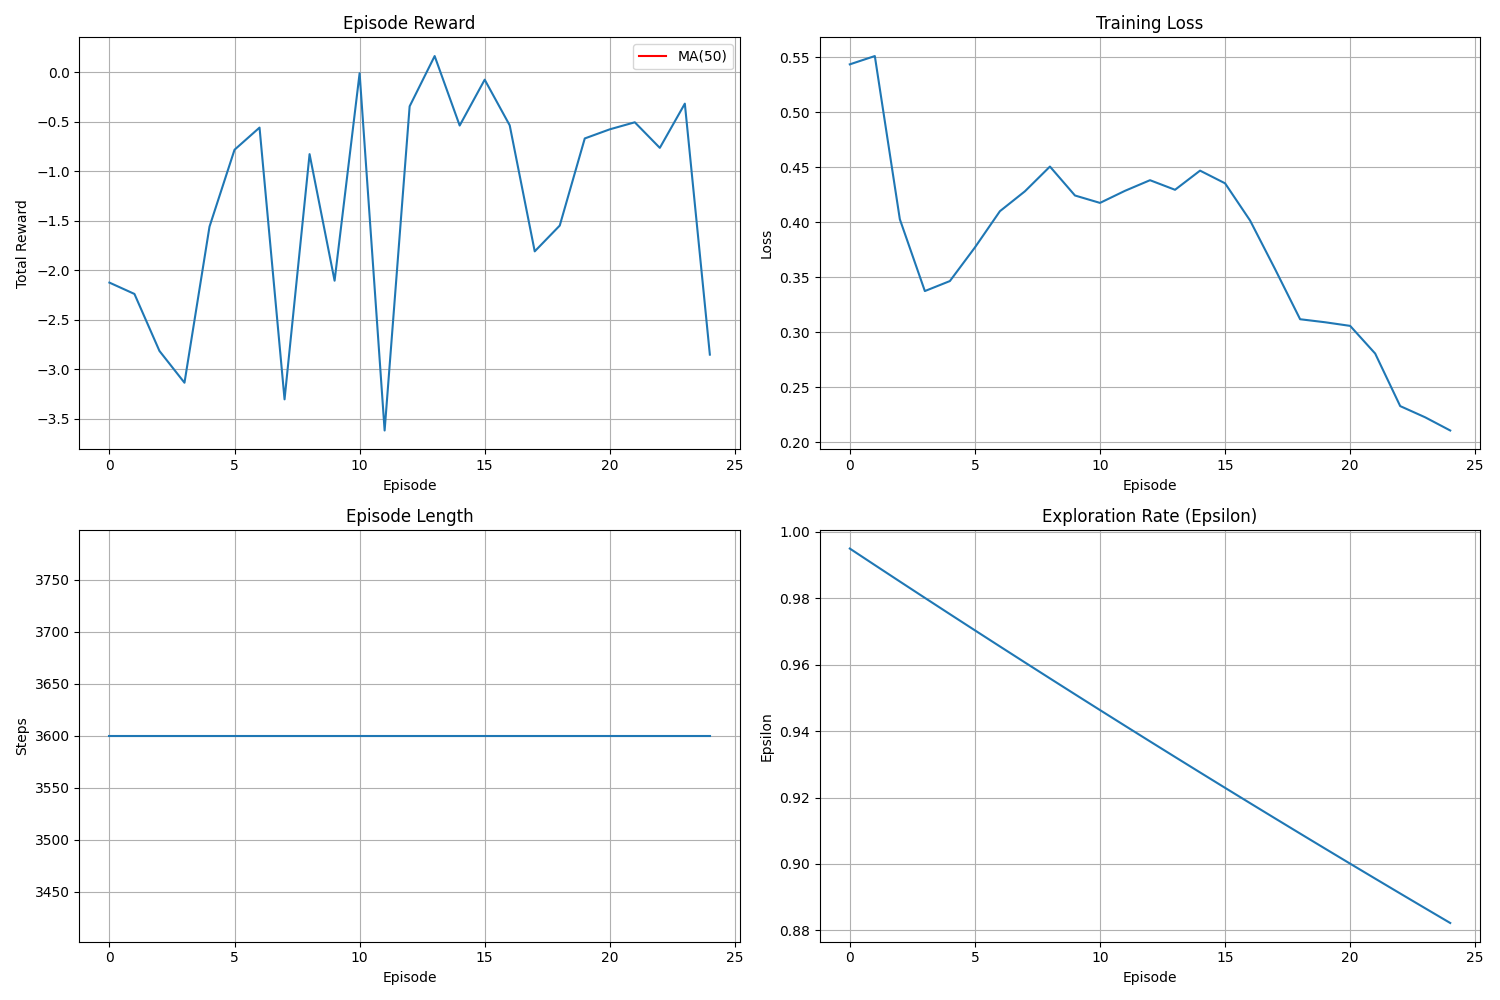 Episode Reward
MA(50)
Total Reward
0.0
−0.5
−1.0
−1.5
−2.0
−2.5
−3.0
−3.5
0 5 10 15 20 25
Episode
Training Loss
Loss
0.55
0.50
0.45
0.40
0.35
0.30
0.25
0.20
0 5 10 15 20 25
Episode
Episode Length
Steps
3750
3700
3650
3600
3550
3500
3450
0 5 10 15 20 25
Episode
Exploration Rate (Epsilon)
Epsilon
1.00
0.98
0.96
0.94
0.92
0.90
0.88
0 5 10 15 20 25
Episode